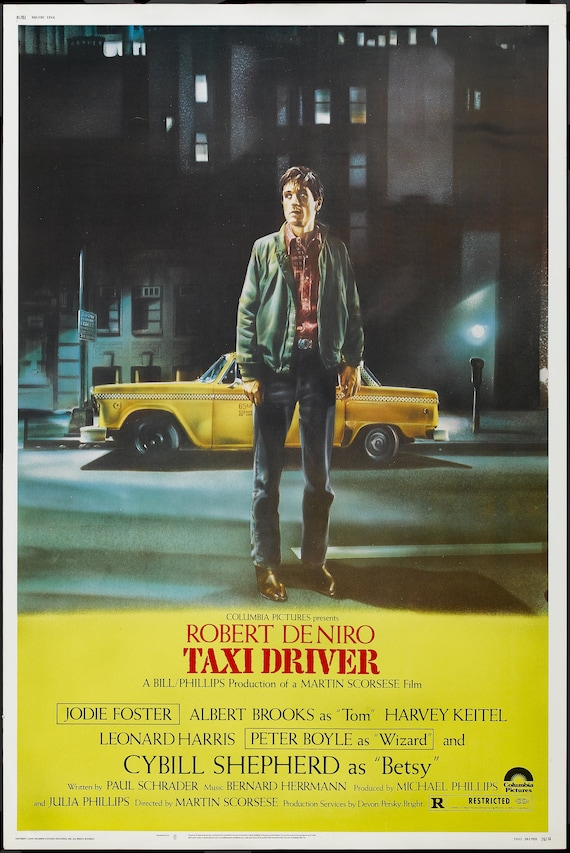 COLUMBIA PICTURES presents
ROBERT DE NIRO
TAXI DRIVER
A BILL/PHILLIPS Production of a MARTIN SCORSESE Film
JODIE FOSTER ALBERT BROOKS as "Tom" HARVEY KEITEL
LEONARD HARRIS PETER BOYLE as "Wizard" and
CYBILL SHEPHERD as "Betsy"
Written by PAUL SCHRADER Music BERNARD HERRMANN Produced by MICHAEL PHILLIPS
and JULIA PHILLIPS Directed by MARTIN SCORSESE Production Services by Devon/Persky-Bright.
R RESTRICTED
Columbia
Pictures